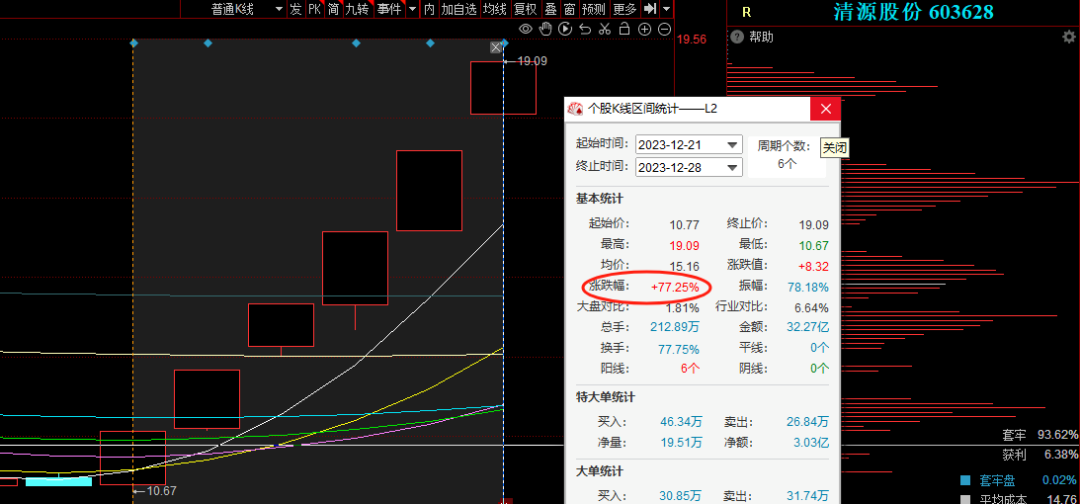 普通K线 发 PK 简 九转 事件 内 加自选 均线 复权 叠 窗 预测 更多
R 清源股份 603628
帮助
19.56
19.09
10.67
个股K线区间统计——L2
关闭
起始时间: 2023-12-21 周期个数:
终止时间: 2023-12-28 6个
基本统计
起始价: 10.77 终止价: 19.09
最高: 19.09 最低: 10.67
均价: 15.16 涨跌值: +8.32
涨跌幅: +77.25% 振幅: 78.18%
大盘对比: 1.81% 行业对比: 6.64%
总手: 212.89万 金额: 32.27亿
换手: 77.75% 平线: 0个
阳线: 6个 阴线: 0个
特大单统计
买入: 46.34万 卖出: 26.84万
净量: 19.51万 净额: 3.03亿
大单统计
买入: 30.85万 卖出: 31.74万
套牢 93.62%
获利 6.38%
套牢盘 0.02%
平均成本 14.76